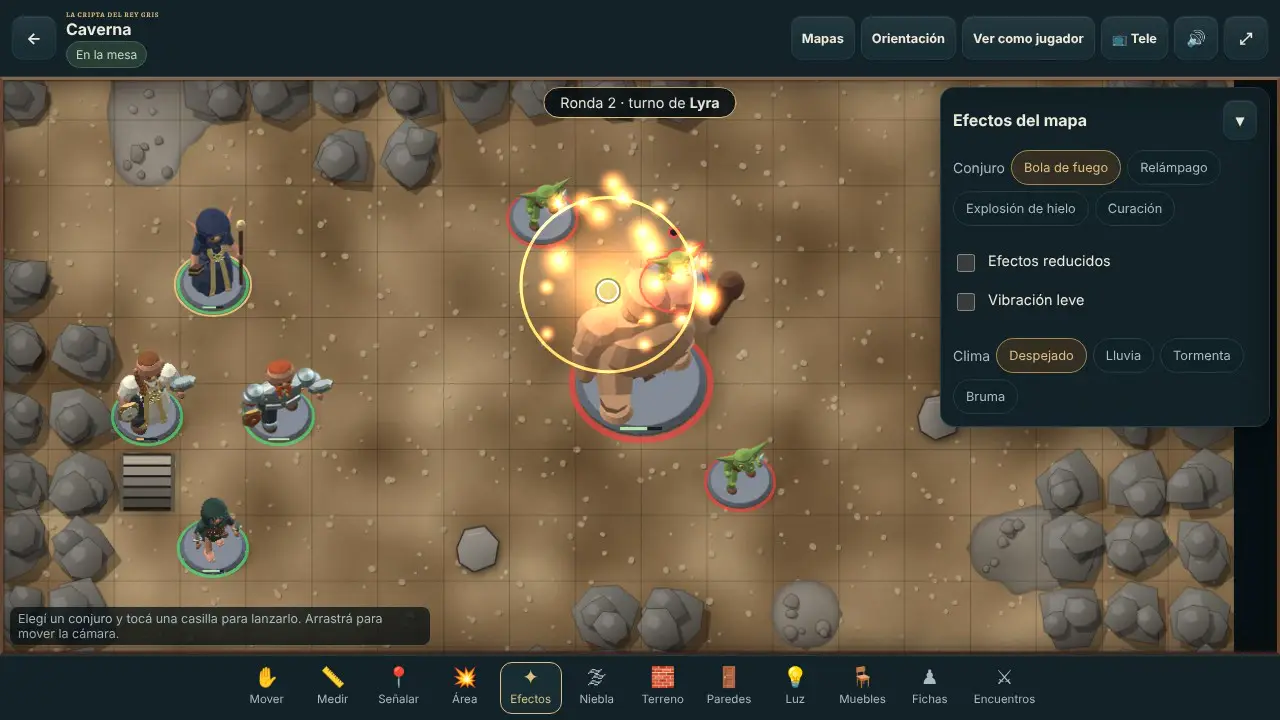 LA CRIPTA DEL REY GRIS
Caverna
En la mesa
Mapas
Orientación
Ver como jugador
Tele
Ronda 2 · turno de Lyra
Efectos del mapa
Conjuro
Bola de fuego
Relámpago
Explosión de hielo
Curación
Efectos reducidos
Vibración leve
Clima
Despejado
Lluvia
Tormenta
Bruma
Elegí un conjuro y tocá una casilla para lanzarlo. Arrastrá para
mover la cámara.
Mover
Medir
Señalar
Área
Efectos
Niebla
Terreno
Paredes
Luz
Muebles
Fichas
Encuentros